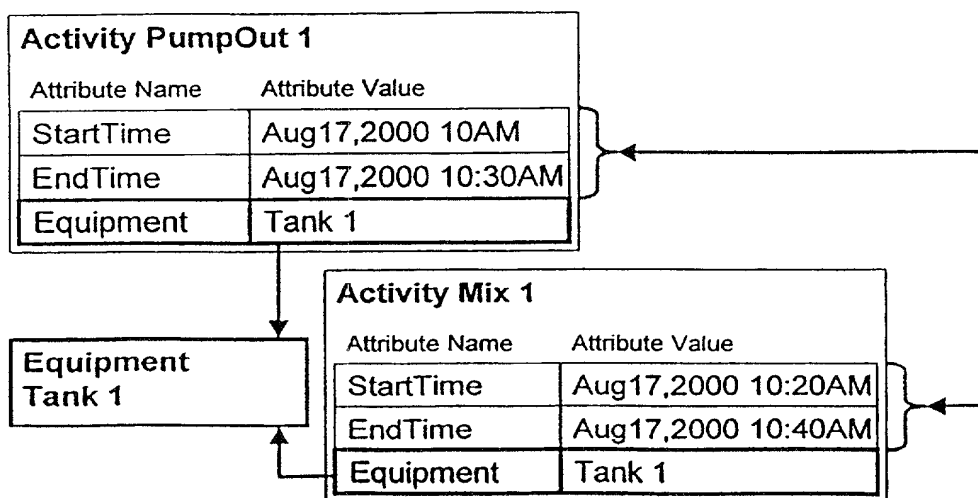 Activity PumpOut 1
Attribute Name Attribute Value
StartTime Aug17,2000 10AM
EndTime Aug17,2000 10:30AM
Equipment Tank 1
Activity Mix 1
Attribute Name Attribute Value
StartTime Aug17,2000 10:20AM
EndTime Aug17,2000 10:40AM
Equipment Tank 1
Equipment
Tank 1